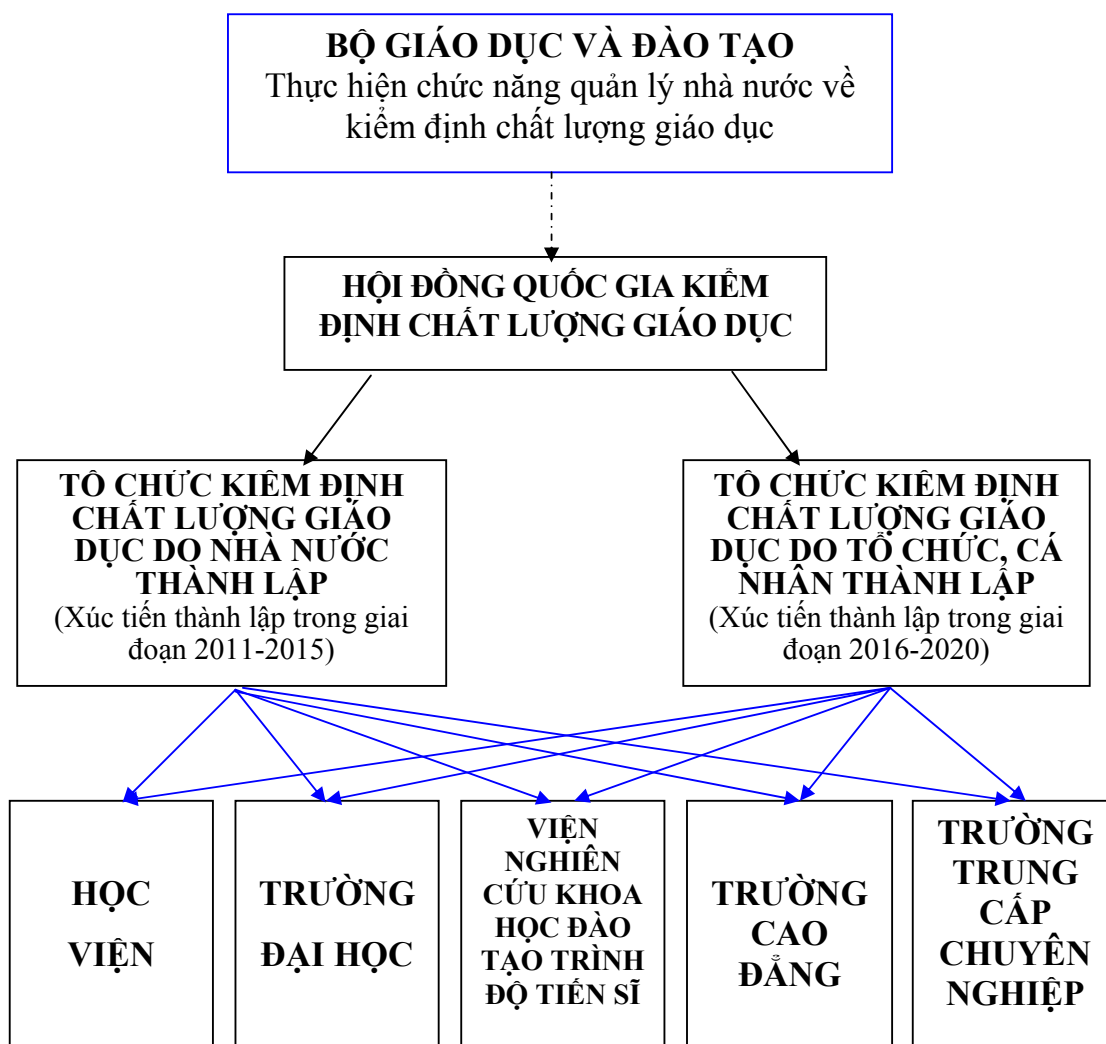 BỘ GIÁO DỤC VÀ ĐÀO TẠO
Thực hiện chức năng quản lý nhà nước về
kiểm định chất lượng giáo dục
HỘI ĐỒNG QUỐC GIA KIỂM
ĐỊNH CHẤT LƯỢNG GIÁO DỤC
TỔ CHỨC KIỂM ĐỊNH
CHẤT LƯỢNG GIÁO
DỤC DO NHÀ NƯỚC
THÀNH LẬP
(Xúc tiến thành lập trong giai
đoạn 2011-2015)
TỔ CHỨC KIỂM ĐỊNH
CHẤT LƯỢNG GIÁO
DỤC DO TỔ CHỨC, CÁ
NHÂN THÀNH LẬP
(Xúc tiến thành lập trong giai
đoạn 2016-2020)
HỌC
VIỆN
TRƯỜNG
ĐẠI HỌC
VIỆN
NGHIÊN
CỨU KHOA
HỌC ĐÀO
TẠO TRÌNH
ĐỘ TIẾN SĨ
TRƯỜNG
CAO
ĐẲNG
TRƯỜNG
TRUNG
CẤP
CHUYÊN
NGHIỆP